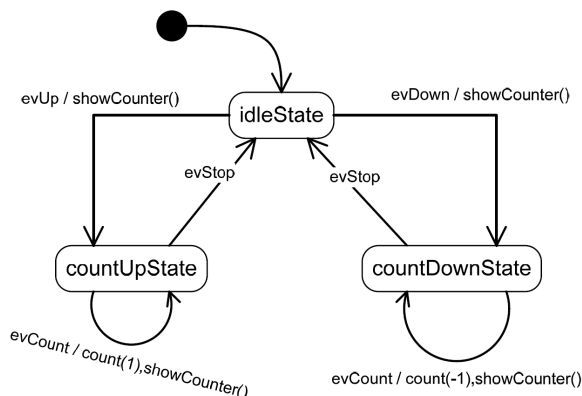 evUp / showCounter()
evDown / showCounter()
idleState
evStop
evStop
countUpState
countDownState
evCount / count(1),showCounter()
evCount / count(-1),showCounter()